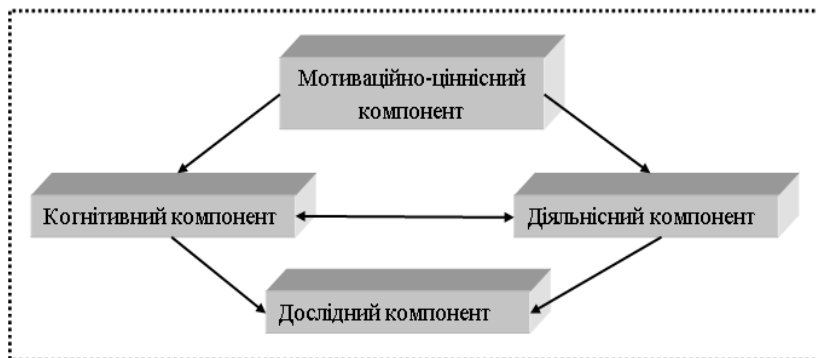 Мотиваційно-ціннісний
компонент
Когнітивний компонент
Діяльнісний компонент
Дослідний компонент